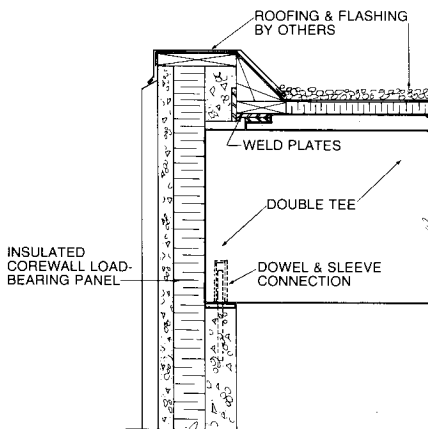 ROOFING & FLASHING
BY OTHERS
WELD PLATES
DOUBLE TEE
INSULATED
COREWALL LOAD-
BEARING PANEL
DOWEL & SLEEVE
CONNECTION